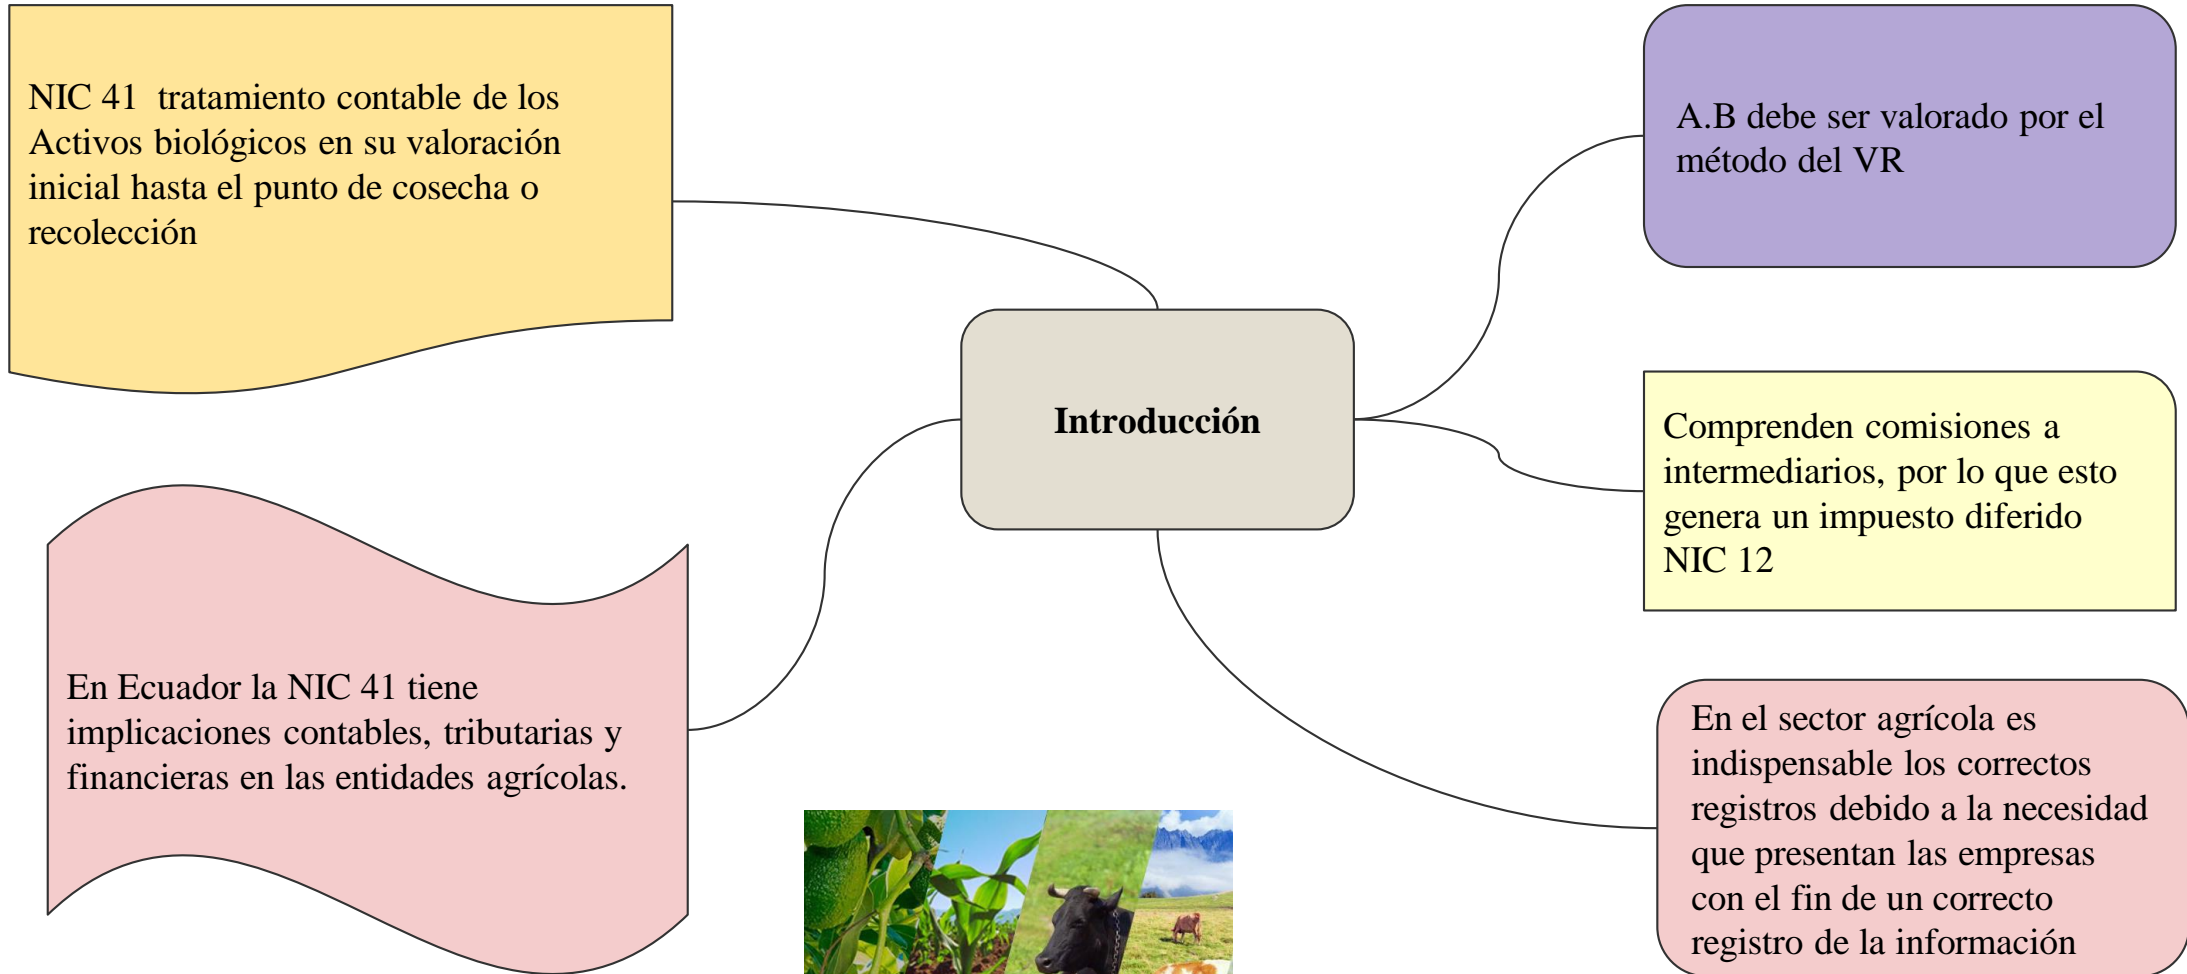 NIC 41 tratamiento contable de los
Activos biológicos en su valoración
inicial hasta el punto de cosecha o
recolección
A.B debe ser valorado por el
método del VR
Introducción
Comprenden comisiones a
intermediarios, por lo que esto
genera un impuesto diferido
NIC 12
En Ecuador la NIC 41 tiene
implicaciones contables, tributarias y
financieras en las entidades agrícolas.
En el sector agrícola es
indispensable los correctos
registros debido a la necesidad
que presentan las empresas
con el fin de un correcto
registro de la información